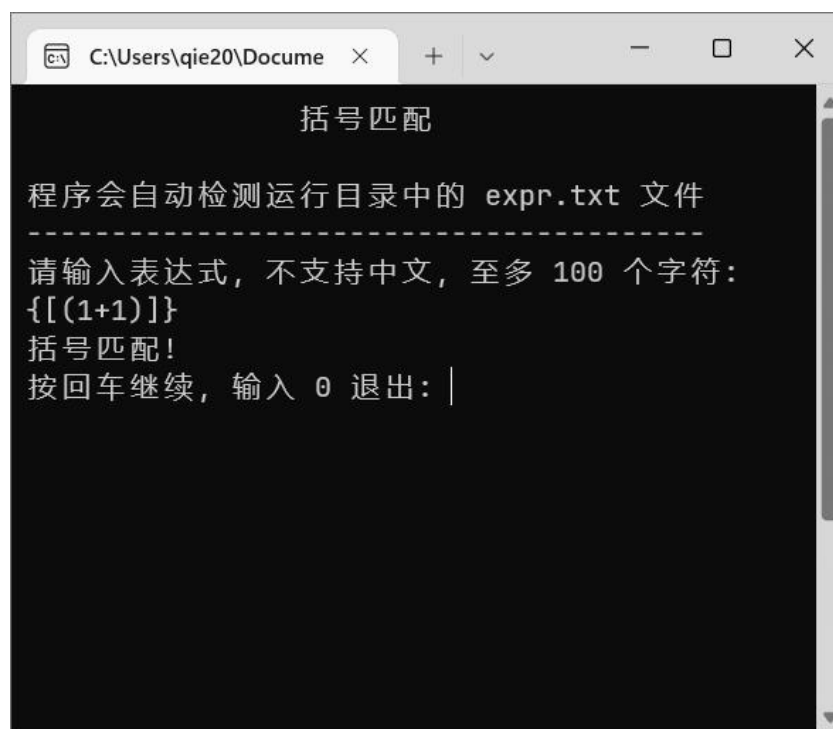 C:\Users\qie20\Docume
括号匹配
程序会自动检测运行目录中的 expr.txt 文件
----------------------------------------
请输入表达式, 不支持中文, 至多 100 个字符:
{[(1+1)]}
括号匹配!
按回车继续, 输入 0 退出: